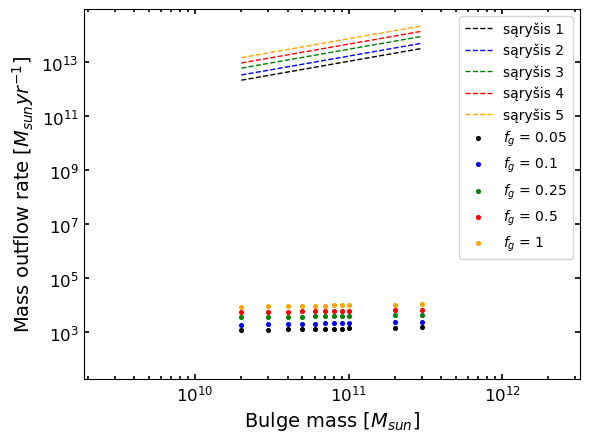 sąryšis 1
sąryšis 2
sąryšis 3
sąryšis 4
sąryšis 5
f_g = 0.05
f_g = 0.1
f_g = 0.25
f_g = 0.5
f_g = 1
Mass outflow rate [M_{sun}yr^{-1}]
10^{13}
10^{11}
10^9
10^7
10^5
10^3
10^{10} 10^{11} 10^{12}
Bulge mass [M_{sun}]